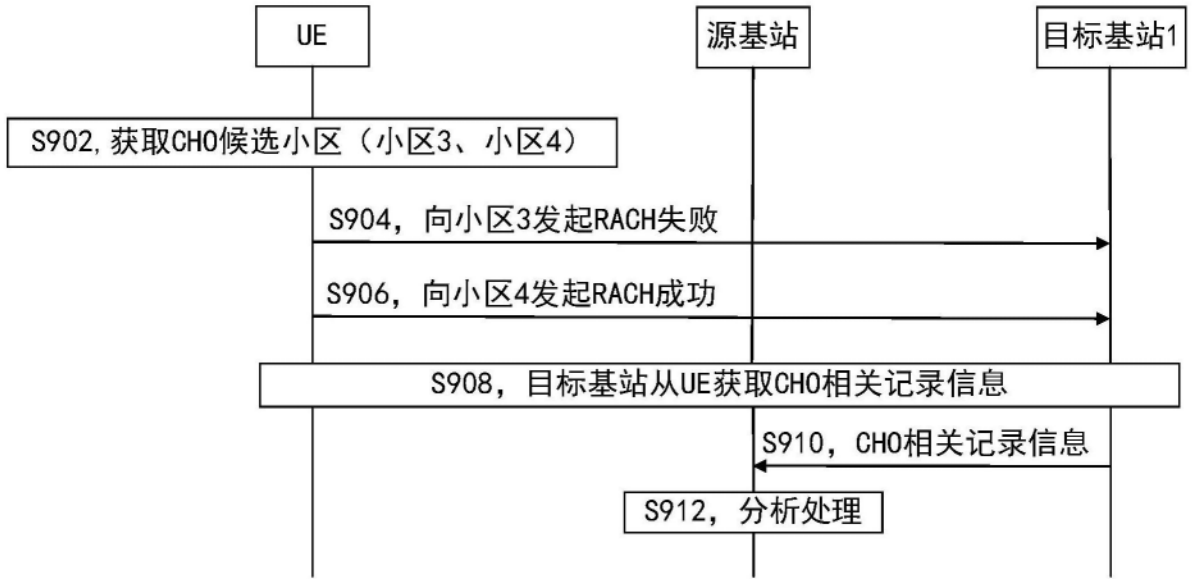 UE
源基站
目标基站1
S902,获取CHO候选小区（小区3、小区4）
S904，向小区3发起RACH失败
S906，向小区4发起RACH成功
S908，目标基站从UE获取CHO相关记录信息
S910，CHO相关记录信息
S912，分析处理